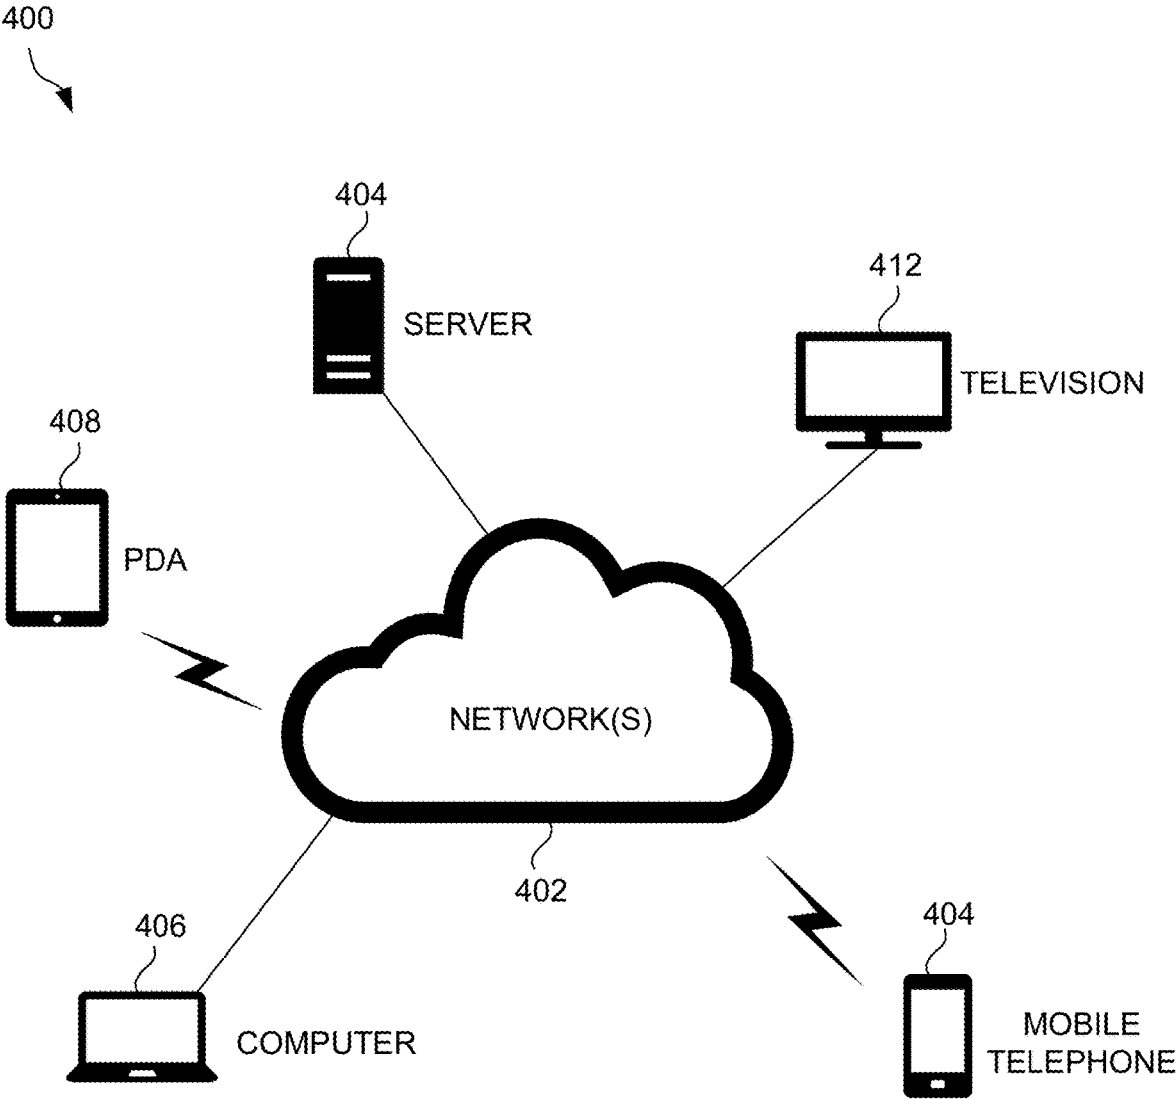 400
404
SERVER
412
TELEVISION
408
PDA
NETWORK(S)
402
406
COMPUTER
404
MOBILE
TELEPHONE